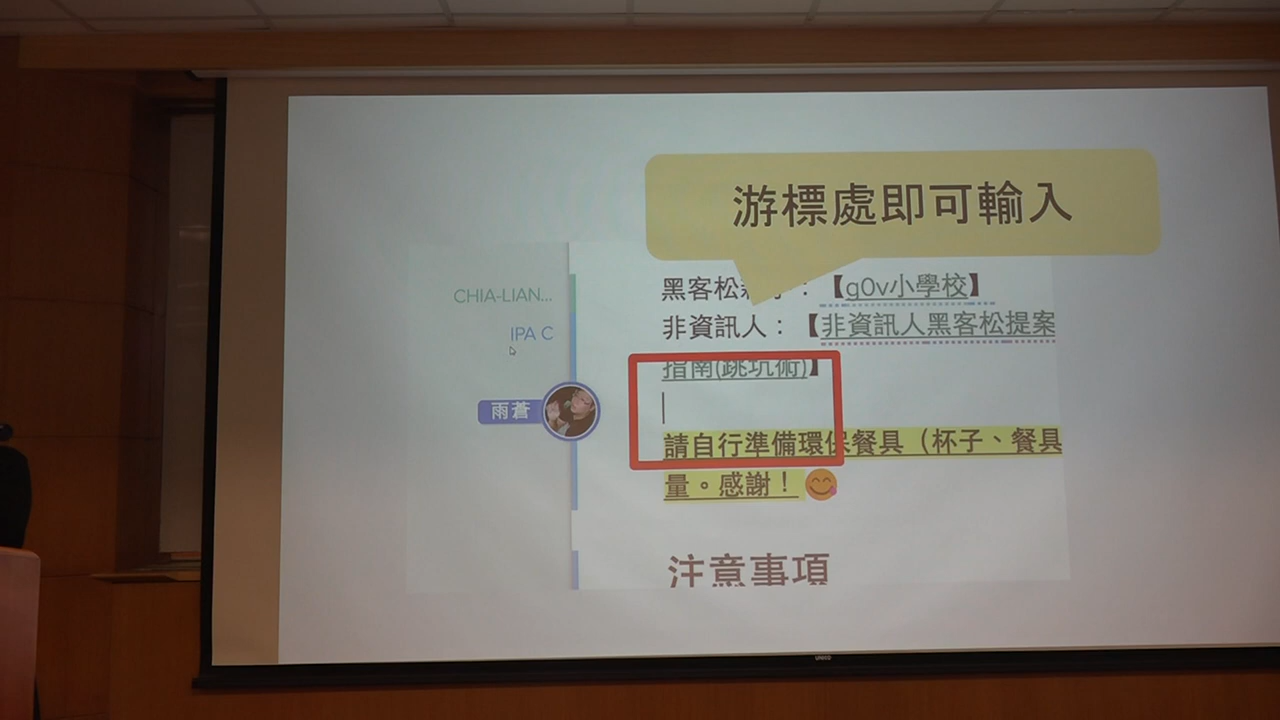 游標處即可輸入
CHIA-LIAN...
IPA C
雨蒼
黑客松 : 【g0v小學校】
非資訊人:【非資訊人黑客松提案
指南(跳坑術)】
請自行準備環保餐具(杯子、餐具
量。感謝!
注意事項